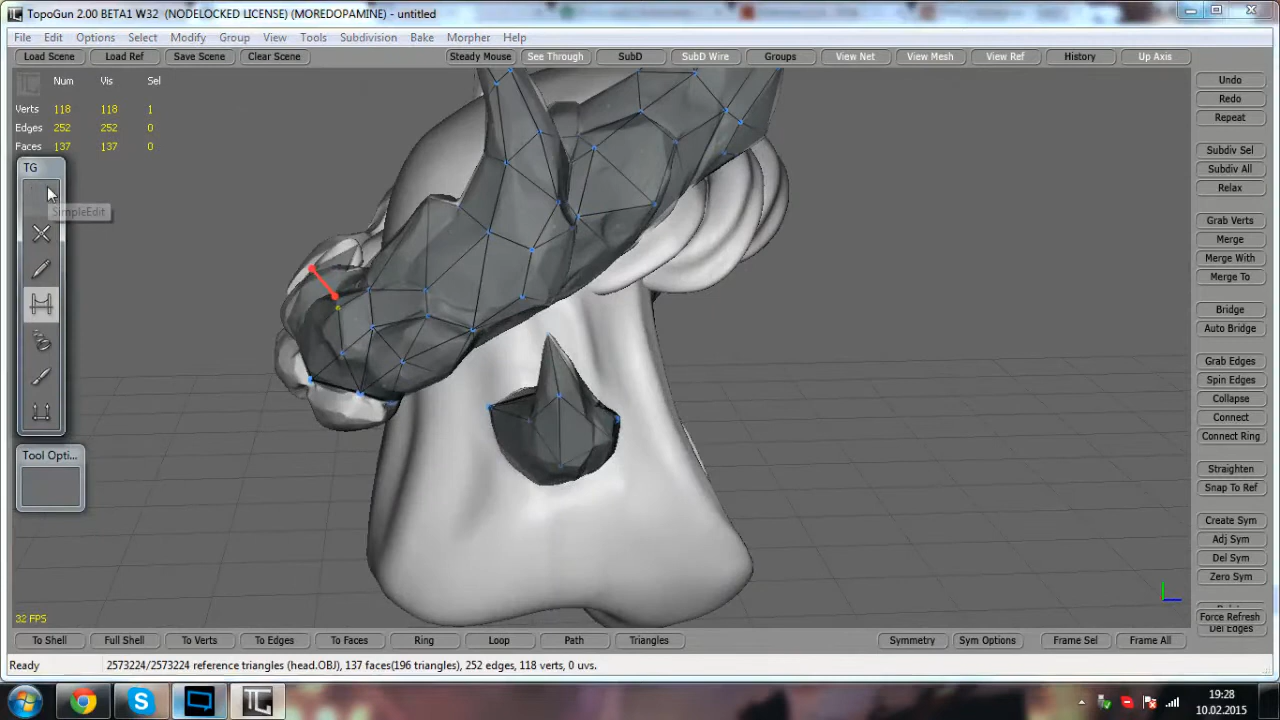 TopoGun 2.00 BETA1 W32 (NODELOCKED LICENSE) (MOREDOPAMINE) - untitled
File Edit Options Select Modify Group View Tools Subdivision Bake Morpher Help
Load Scene Load Ref Save Scene Clear Scene Steady Mouse See Through SubD SubD Wire Groups View Net View Mesh View Ref History Up Axis
Num Vis Sel
Verts 118 118 1
Edges 252 252 0
Faces 137 137 0
TG
SimpleEdit
Tool Opti...
Undo
Redo
Repeat
Subdiv Sel
Subdiv All
Relax
Grab Verts
Merge
Merge With
Merge To
Bridge
Auto Bridge
Grab Edges
Spin Edges
Collapse
Connect
Connect Ring
Straighten
Snap To Ref
Create Sym
Adj Sym
Del Sym
Zero Sym
Force Refresh
Del Edges
32 FPS
To Shell Full Shell To Verts To Edges To Faces Ring Loop Path Triangles Symmetry Sym Options Frame Sel Frame All
Ready 2573224/2573224 reference triangles (head.OBJ), 137 faces(196 triangles), 252 edges, 118 verts, 0 uvs.
19:28
10.02.2015